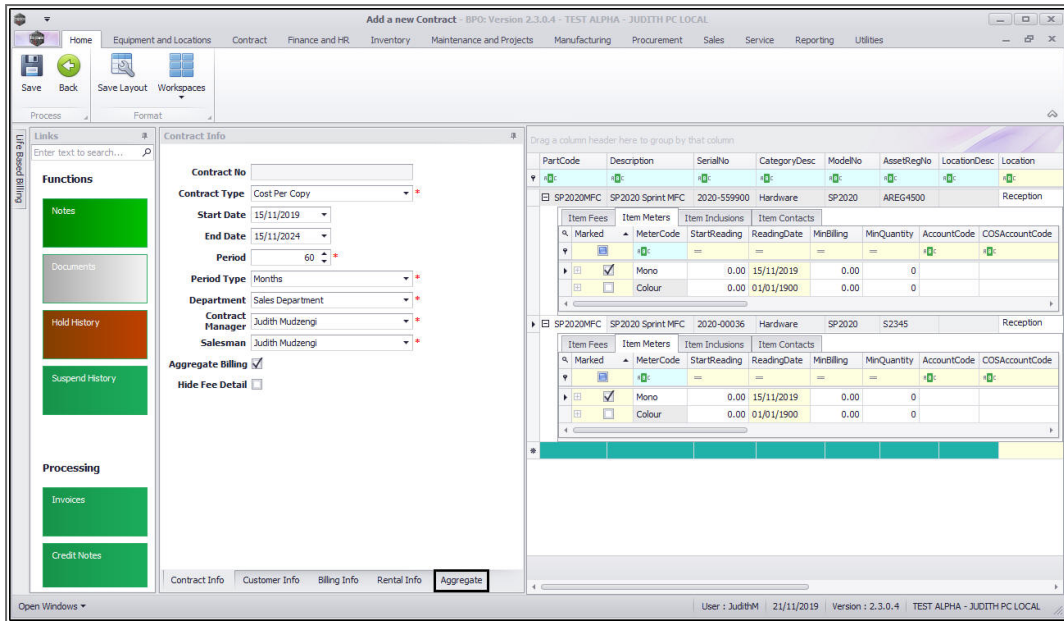 Add a new Contract - BPO: Version 2.3.0.4 - TEST ALPHA - JUDITH PC LOCAL
Home Equipment and Locations Contract Finance and HR Inventory Maintenance and Projects Manufacturing Procurement Sales Service Reporting Utilities
Save Back Save Layout Workspaces
Process Format
Life Based Billing
Links
Enter text to search...
Functions
Notes
Documents
Hold History
Suspend History
Processing
Invoices
Credit Notes
Contract Info
Contract No
Contract Type Cost Per Copy *
Start Date 15/11/2019
End Date 15/11/2024
Period 60 *
Period Type Months *
Department Sales Department *
Contract
Manager Judith Mudzengi *
Salesman Judith Mudzengi *
Aggregate Billing
Hide Fee Detail
Contract Info Customer Info Billing Info Rental Info Aggregate
Drag a column header here to group by that column
PartCode Description SerialNo CategoryDesc ModelNo AssetRegNo LocationDesc Location
SP2020MFC SP2020 Sprint MFC 2020-559900 Hardware SP2020 AREG4500 Reception
Item Fees Item Meters Item Inclusions Item Contacts
Marked MeterCode StartReading ReadingDate MinBilling MinQuantity AccountCode COSAccountCode
= = = =
Mono 0.00 15/11/2019 0.00 0
Colour 0.00 01/01/1900 0.00 0
SP2020MFC SP2020 Sprint MFC 2020-00036 Hardware SP2020 S2345 Reception
Item Fees Item Meters Item Inclusions Item Contacts
Marked MeterCode StartReading ReadingDate MinBilling MinQuantity AccountCode COSAccountCode
= = = =
Mono 0.00 15/11/2019 0.00 0
Colour 0.00 01/01/1900 0.00 0
Open Windows User : JudithM 21/11/2019 Version : 2.3.0.4 TEST ALPHA - JUDITH PC LOCAL